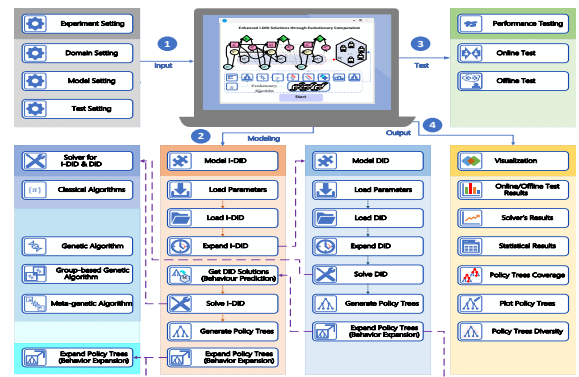 Experiment Setting
Domain Setting
Model Setting
Test Setting
1
Input
Enhanced I-DID Solutions through Evolutionary Computation
Evolutionary
Algorithm
Start
3
Test
Performance Testing
Online Test
Offline Test
2
Modeling
4
Output
Solver for
I-DID & DID
Classical Algorithms
Genetic Algorithm
Group-based Genetic
Algorithm
Meta-genetic Algorithm
Expand Policy Trees
(Behavior Expansion)
Model I-DID
Load Parameters
Load I-DID
Expand I-DID
Get DID Solutions
(Behaviour Prediction)
Solve I-DID
Generate Policy Trees
Expand Policy Trees
(Behavior Expansion)
Model DID
Load Parameters
Load DID
Expand DID
Solve DID
Generate Policy Trees
Expand Policy Trees
(Behavior Expansion)
Visualization
Online/Offline Test
Results
Solver's Results
Statistical Results
Policy Trees Coverage
Plot Policy Trees
Policy Trees Diversity